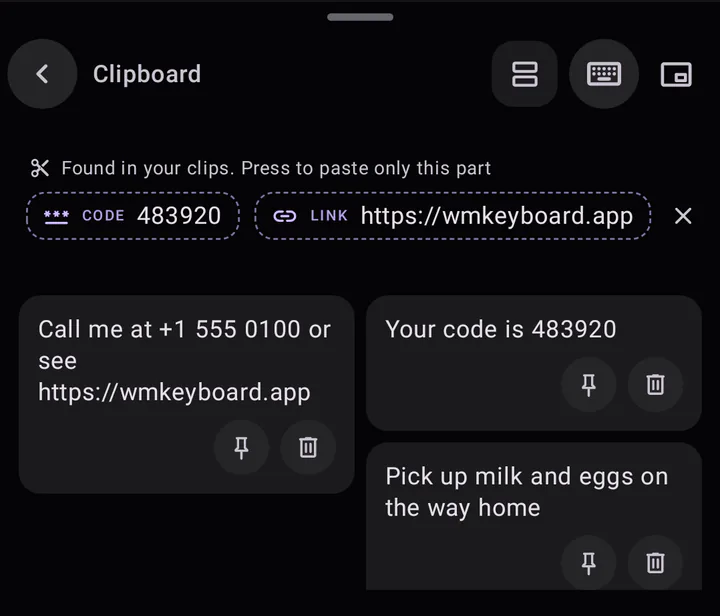 Clipboard
Found in your clips. Press to paste only this part
*** CODE 483920
LINK https://wmkeyboard.app
Call me at +1 555 0100 or
see
https://wmkeyboard.app
Your code is 483920
Pick up milk and eggs on
the way home